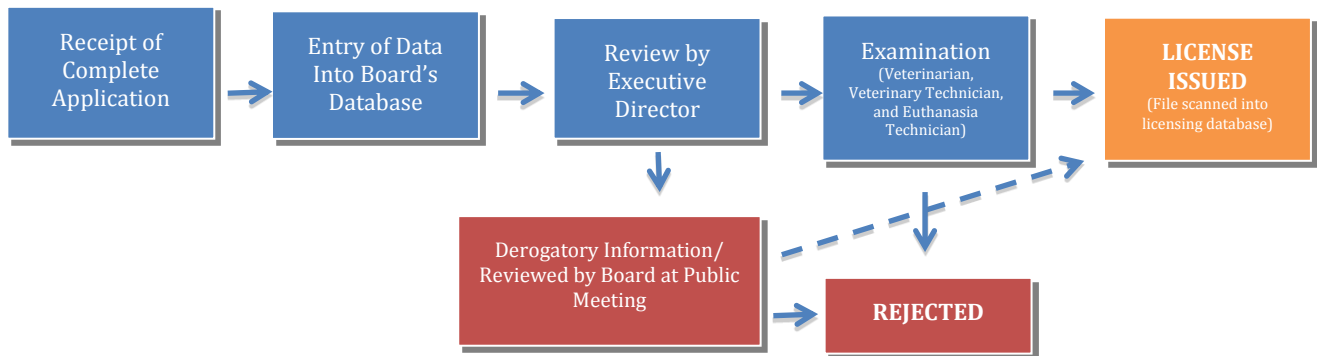 Receipt of
Complete
Application
Entry of Data
Into Board’s
Database
Review by
Executive
Director
Examination
(Veterinarian,
Veterinary Technician,
and Euthanasia
Technician)
LICENSE
ISSUED
(File scanned into
licensing database)
Derogatory Information/
Reviewed by Board at Public
Meeting
REJECTED